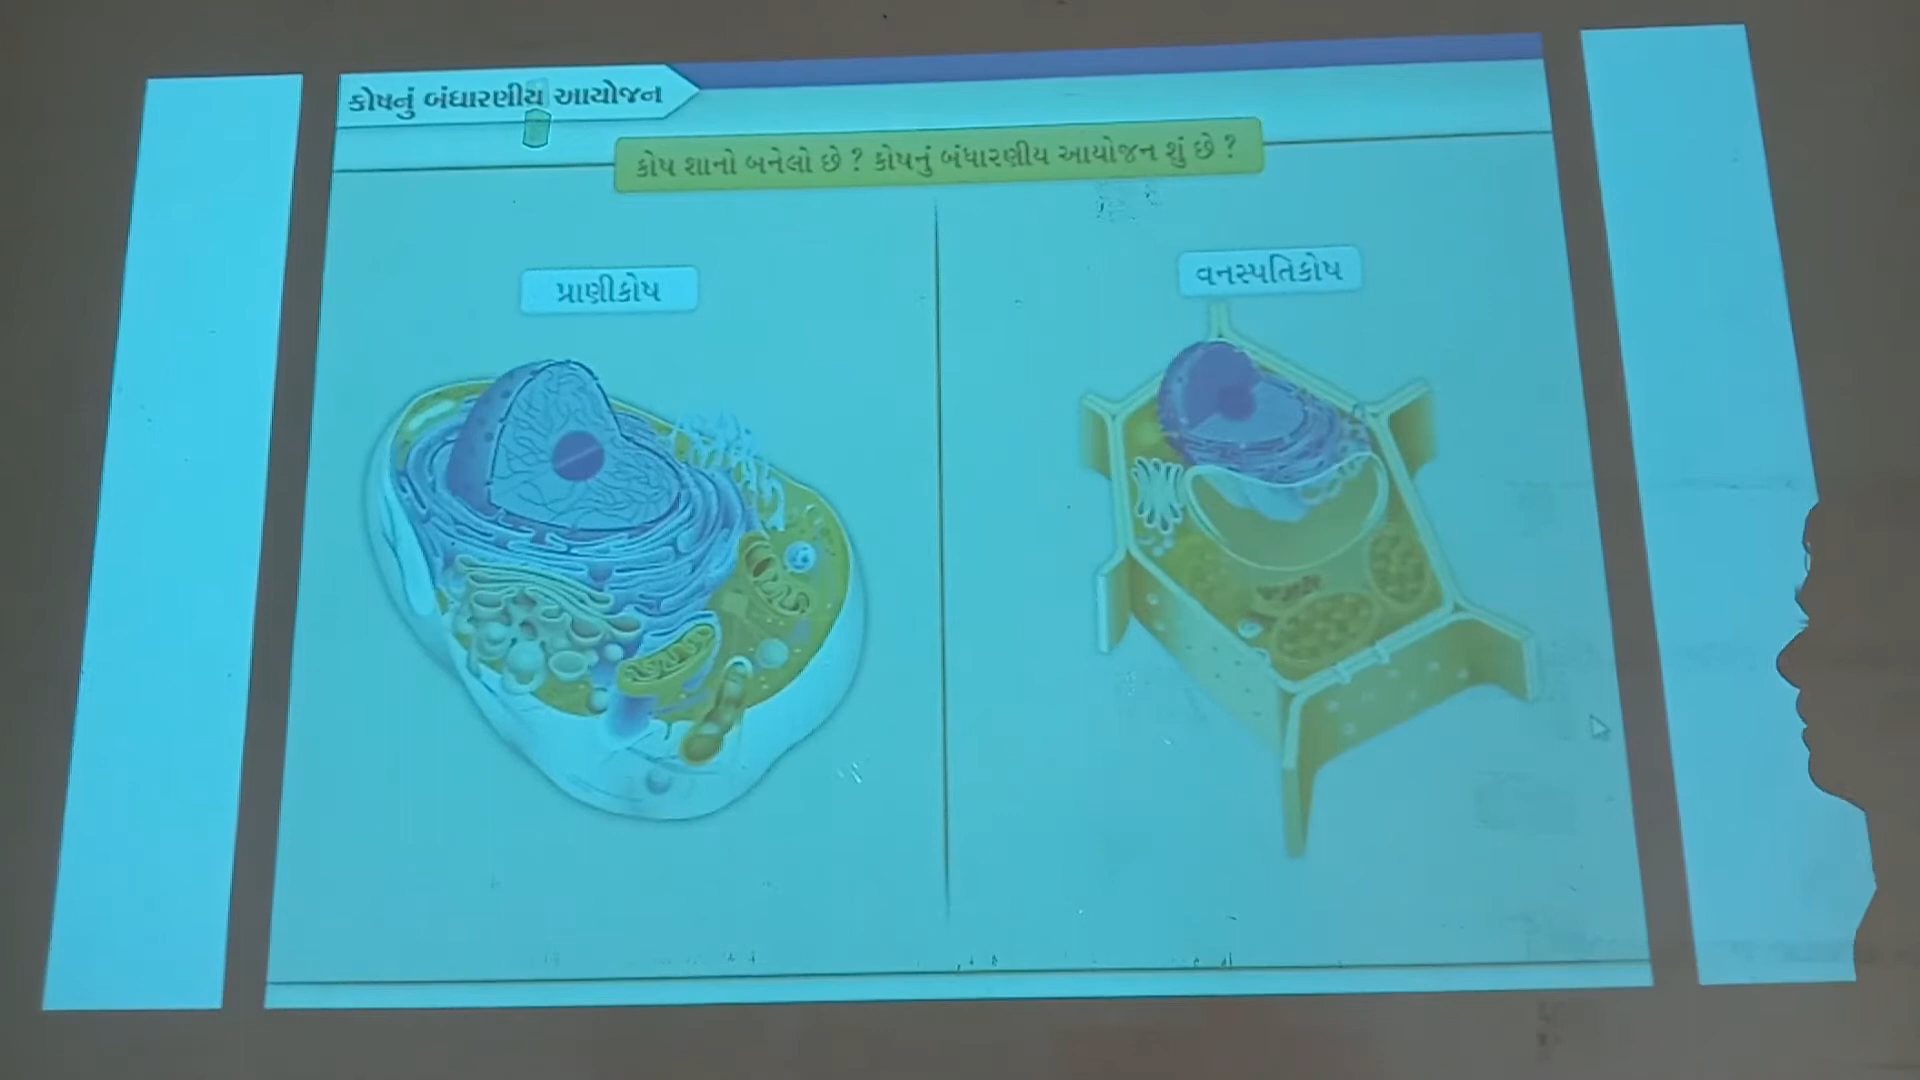 કોષનું બંધારણીય આયોજન
કોષ શાનો બનેલો છે ? કોષનું બંધારણીય આયોજન શું છે ?
પ્રાણીકોષ
વનસ્પતિકોષ